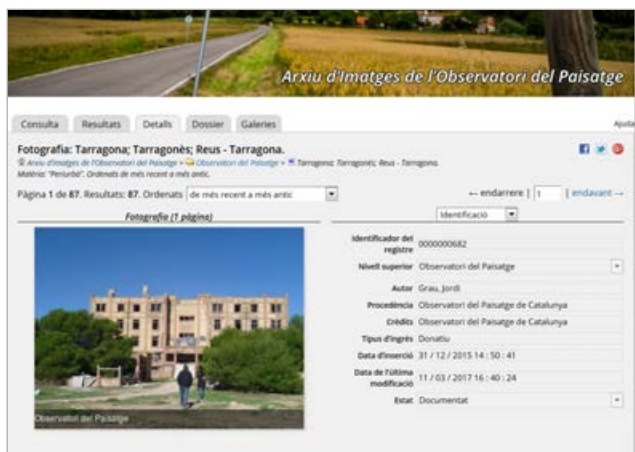 Arxiu d'Imatges de l'Observatori del Paisatge
Consulta Resultats Detalls Dossier Galeries Ajuda
Fotografia: Tarragona; Tarragonès; Reus - Tarragona.
Arxiu d'Imatges de l'Observatori del Paisatge » Observatori del Paisatge » Tarragona; Tarragonès; Reus - Tarragona.
Matèria: "Periurbà". Ordenats de més recent a més antic.
Pàgina 1 de 87. Resultats: 87. Ordenats de més recent a més antic
← endarrere | 1 | endavant →
Fotografia (1 pàgina)
Observatori del Paisatge
Identificació
Identificador del registre 0000000682
Nivell superior Observatori del Paisatge
Autor Grau, Jordi
Procedència Observatori del Paisatge de Catalunya
Crèdits Observatori del Paisatge de Catalunya
Tipus d'ingrés Donatiu
Data d'inserció 31 / 12 / 2015 14 : 50 : 41
Data de l'última modificació 11 / 03 / 2017 16 : 40 : 24
Estat Documentat